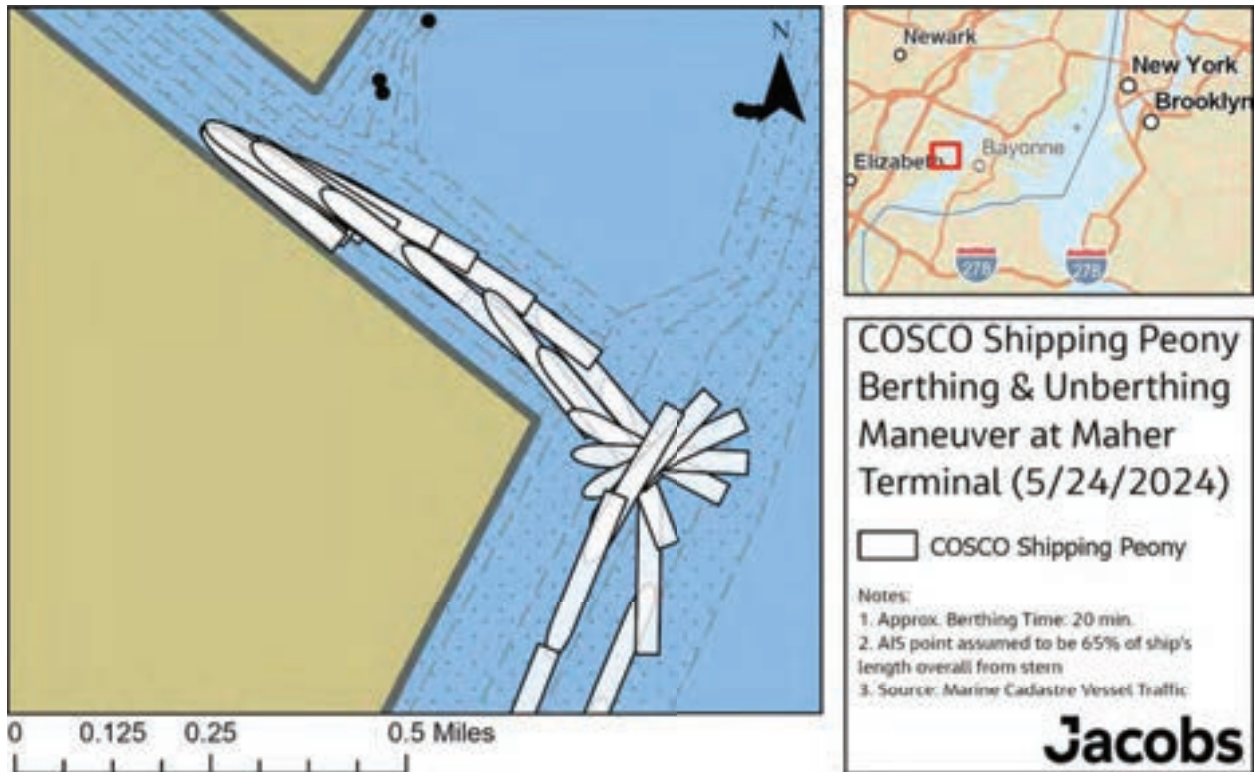 N
0 0.125 0.25 0.5 Miles
Newark
New York
Brooklyn
Bayonne
Elizabeth
278
278
COSCO Shipping Peony
Berthing & Unberthing
Maneuver at Maher
Terminal (5/24/2024)
COSCO Shipping Peony
Notes:
1. Approx. Berthing Time: 20 min.
2. AIS point assumed to be 65% of ship's
length overall from stern
3. Source: Marine Cadastre Vessel Traffic
Jacobs